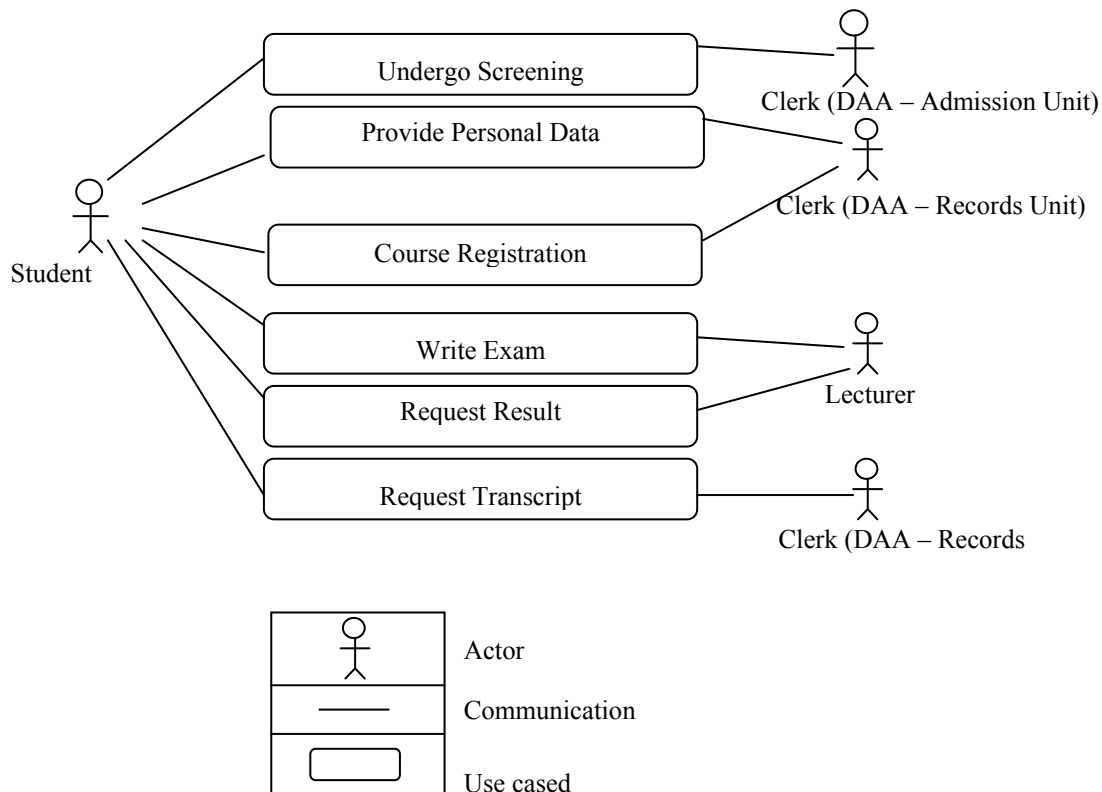 Undergo Screening
Clerk (DAA – Admission Unit)
Provide Personal Data
Clerk (DAA – Records Unit)
Student
Course Registration
Write Exam
Lecturer
Request Result
Request Transcript
Clerk (DAA – Records
Actor
Communication
Use cased